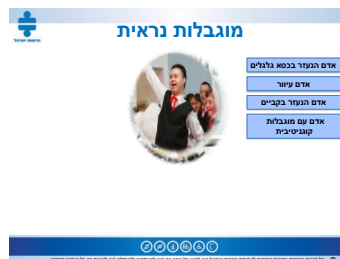 מוגבלות נראית
אדם הנעזר בכסא גלגלים
אדם עיוור
אדם הנעזר בקביים
אדם עם מוגבלות
קוגניטיבית